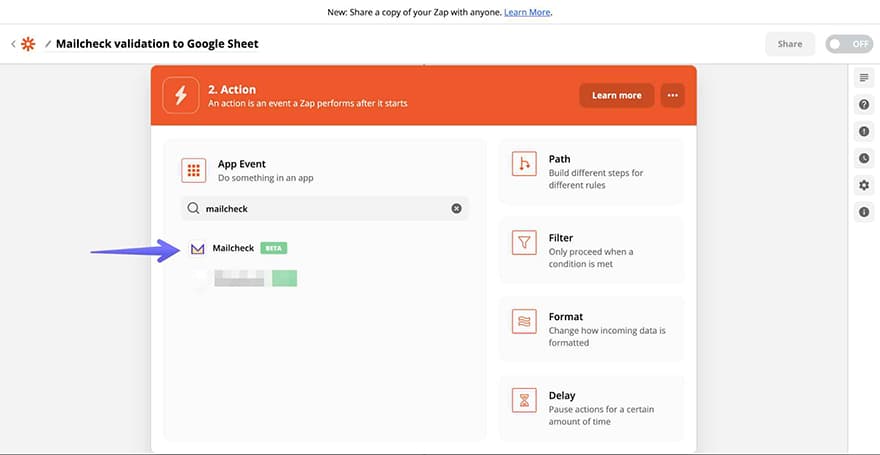 New: Share a copy of your Zap with anyone. Learn More.
Mailcheck validation to Google Sheet
Share
OFF
2. Action
An action is an event a Zap performs after it starts
Learn more
App Event
Do something in an app
mailcheck
Mailcheck BETA
Path
Build different steps for
different rules
Filter
Only proceed when a
condition is met
Format
Change how incoming data is
formatted
Delay
Pause actions for a certain
amount of time